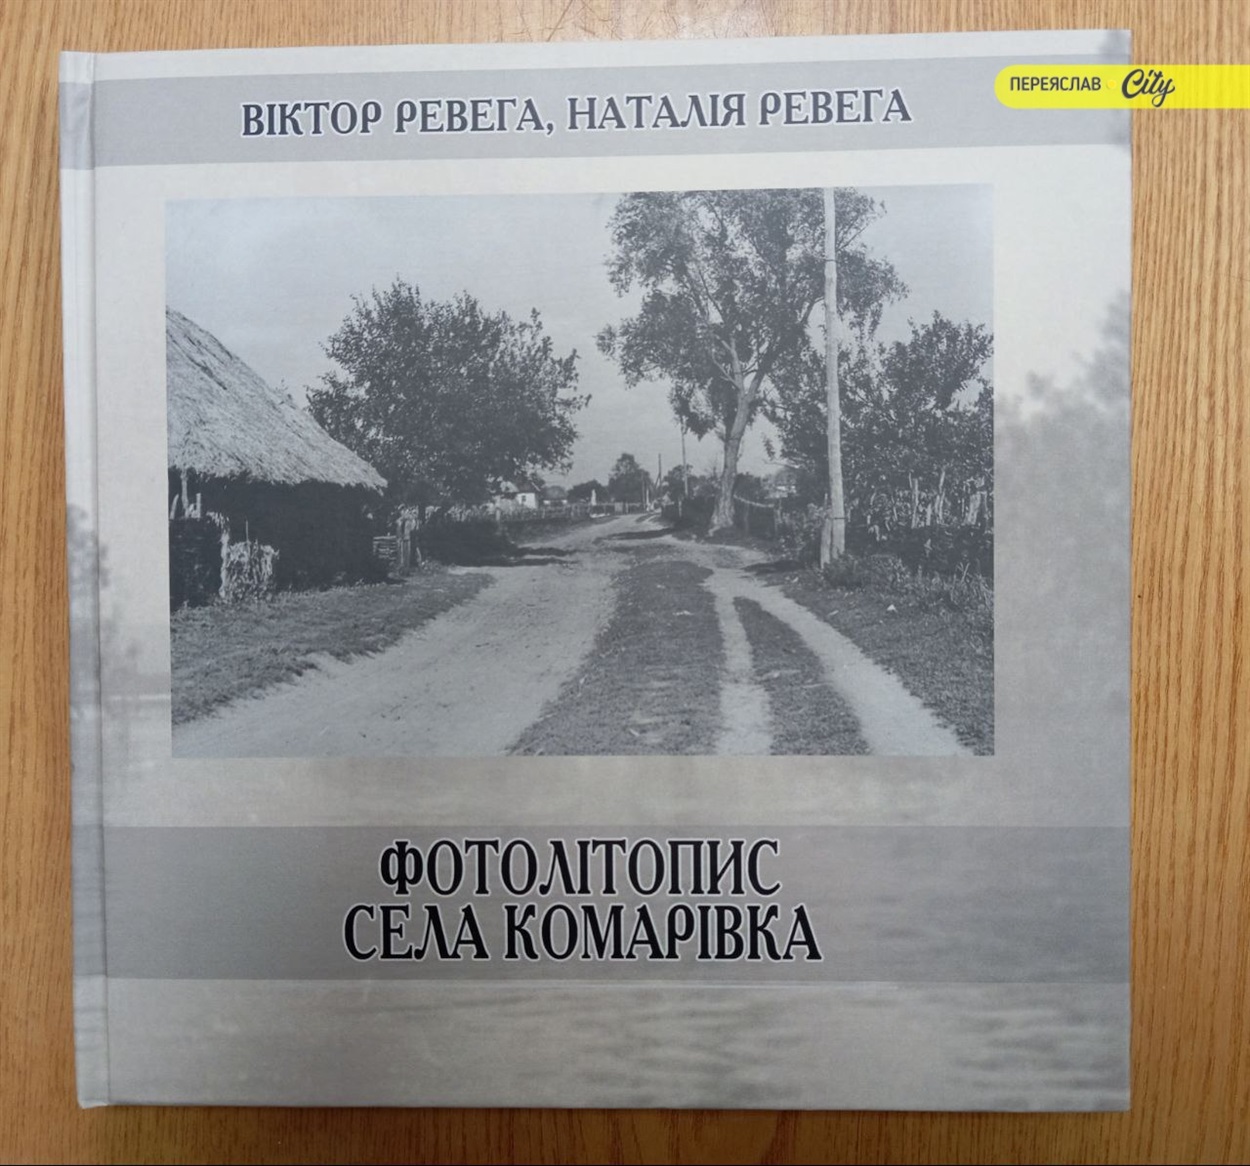 ВІКТОР РЕВЕГА, НАТАЛІЯ РЕВЕГА
ПЕРЕЯСЛАВ City
ФОТОЛІТОПИС
СЕЛА КОМАРІВКА